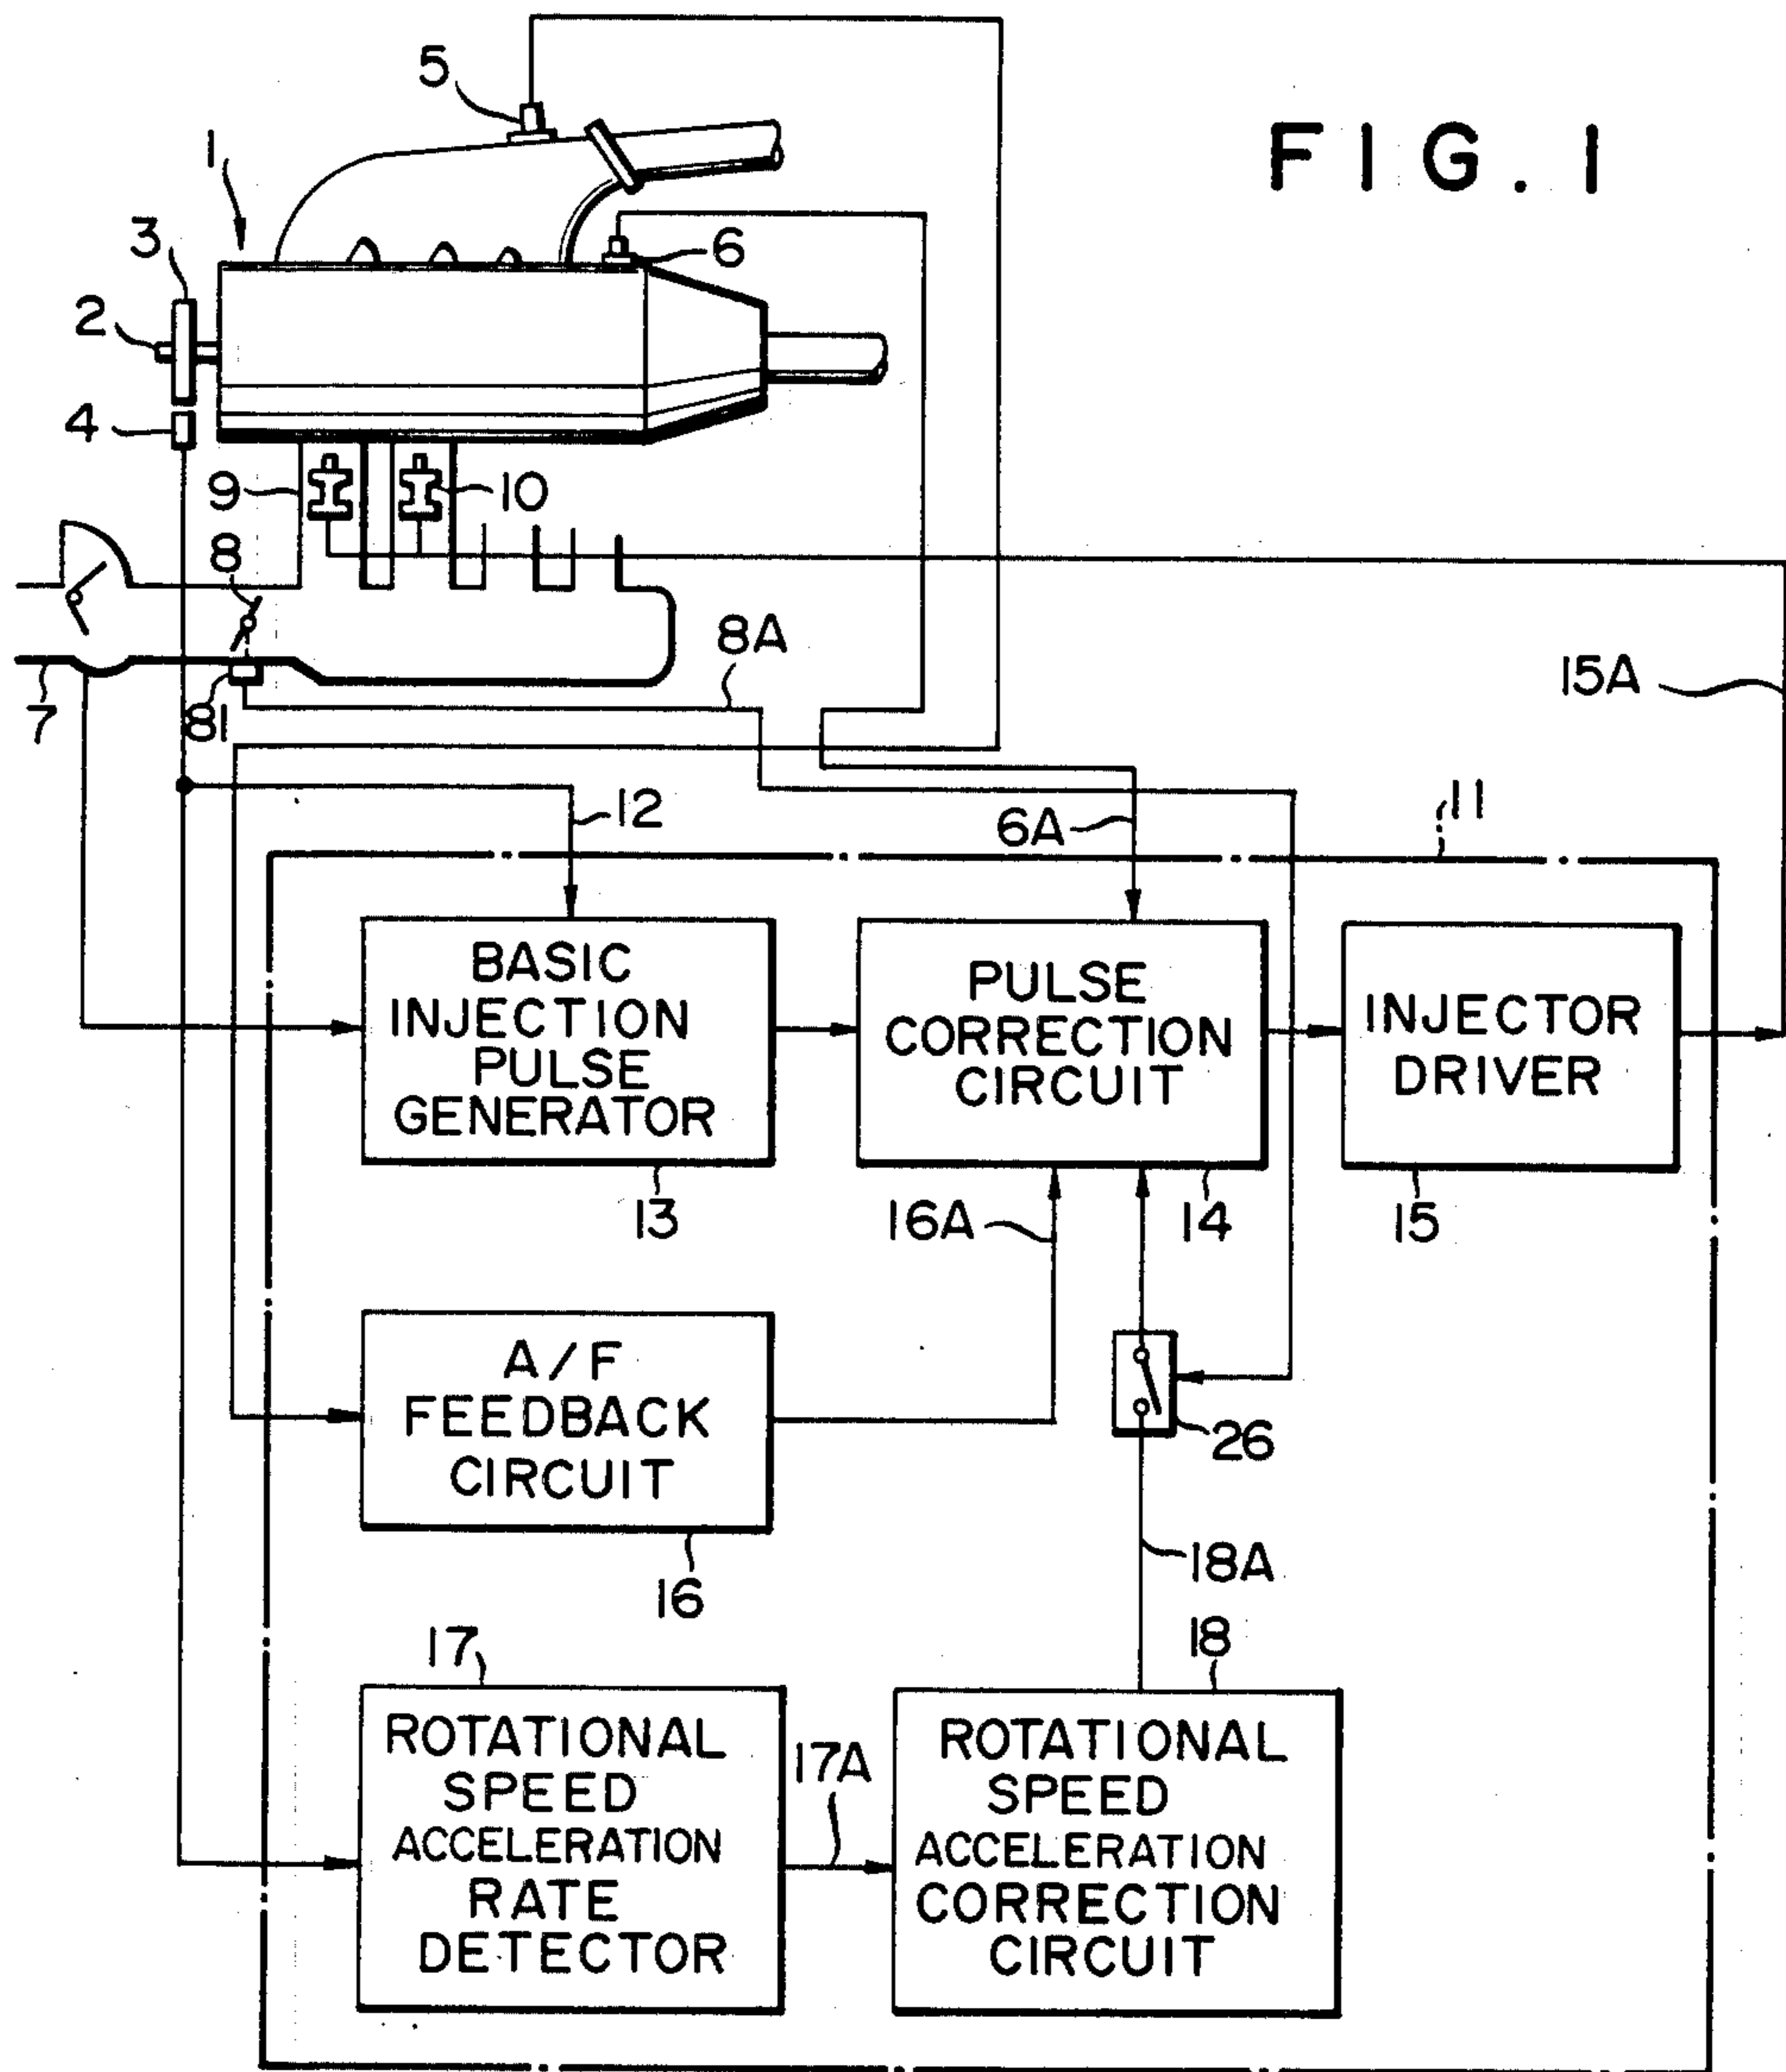 FIG. 1
5
1
3
6
2
4
9
10
8
8A
7
81
15A
12
6A
11
BASIC
INJECTION
PULSE
GENERATOR
PULSE
CORRECTION
CIRCUIT
INJECTOR
DRIVER
13
16A
14
15
A/F
FEEDBACK
CIRCUIT
26
16
18A
17
18
ROTATIONAL
SPEED
ACCELERATION
RATE
DETECTOR
17A
ROTATIONAL
SPEED
ACCELERATION
CORRECTION
CIRCUIT